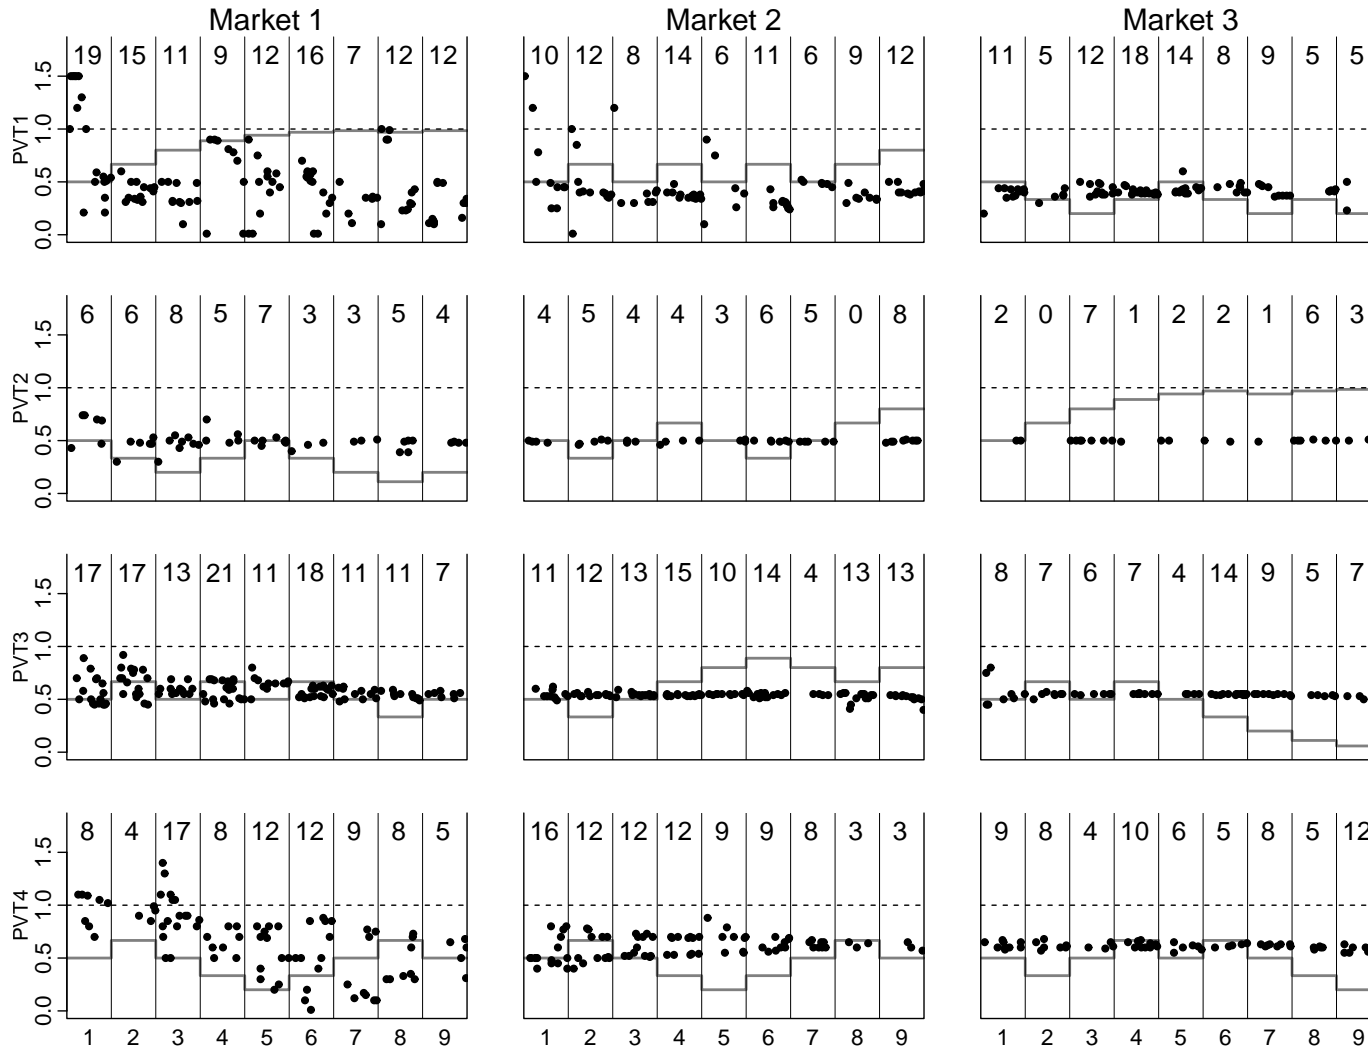 Market 1 Market 2 Market 3
19 15 11 9 12 16 7 12 12 10 12 8 14 6 11 6 9 12 11 5 12 18 14 8 9 5 5
PVT1
0.0 0.5 1.0 1.5
6 6 8 5 7 3 3 5 4 4 5 4 4 3 6 5 0 8 2 0 7 1 2 2 1 6 3
PVT2
0.0 0.5 1.0 1.5
17 17 13 21 11 18 11 11 7 11 12 13 15 10 14 4 13 13 8 7 6 7 4 14 9 5 7
PVT3
0.0 0.5 1.0 1.5
8 4 17 8 12 12 9 8 5 16 12 12 12 9 9 8 3 3 9 8 4 10 6 5 8 5 12
PVT4
0.0 0.5 1.0 1.5
1 2 3 4 5 6 7 8 9 1 2 3 4 5 6 7 8 9 1 2 3 4 5 6 7 8 9